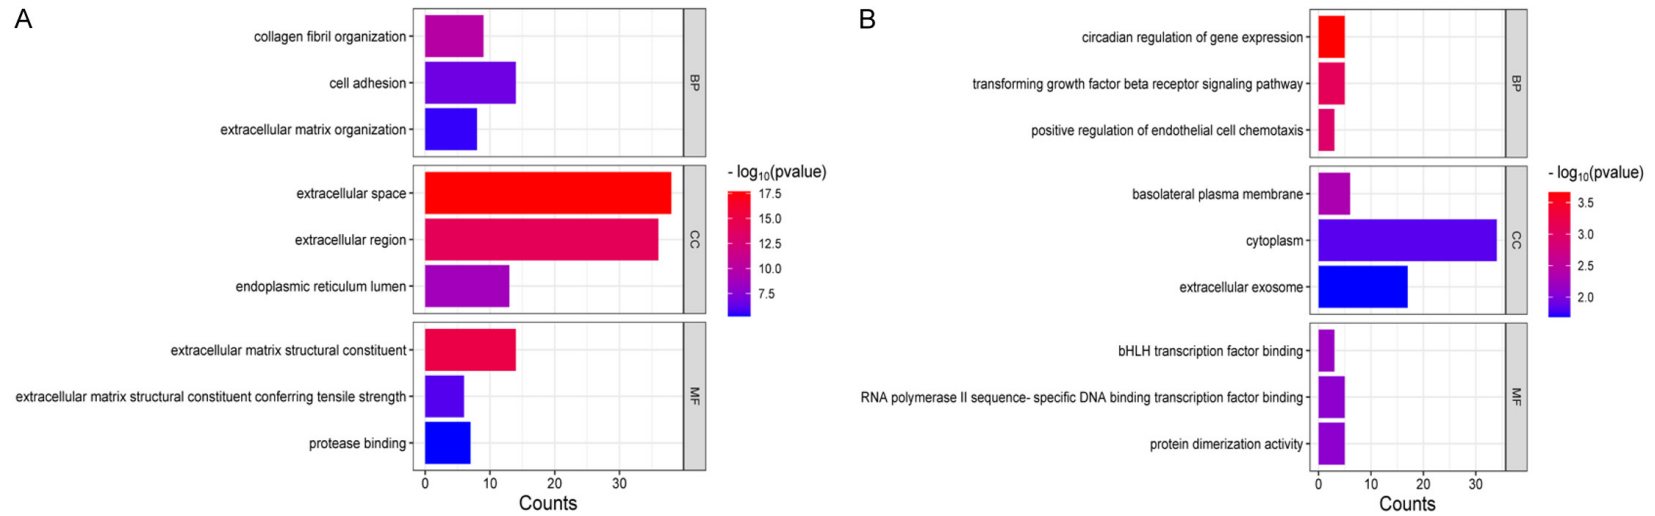 A
collagen fibril organization
cell adhesion
extracellular matrix organization
BP
extracellular space
extracellular region
endoplasmic reticulum lumen
CC
extracellular matrix structural constituent
extracellular matrix structural constituent conferring tensile strength
protease binding
MF
0 10 20 30
Counts
- log10(pvalue)
17.5
15.0
12.5
10.0
7.5
B
circadian regulation of gene expression
transforming growth factor beta receptor signaling pathway
positive regulation of endothelial cell chemotaxis
BP
basolateral plasma membrane
cytoplasm
extracellular exosome
CC
bHLH transcription factor binding
RNA polymerase II sequence- specific DNA binding transcription factor binding
protein dimerization activity
MF
0 10 20 30
Counts
- log10(pvalue)
3.5
3.0
2.5
2.0